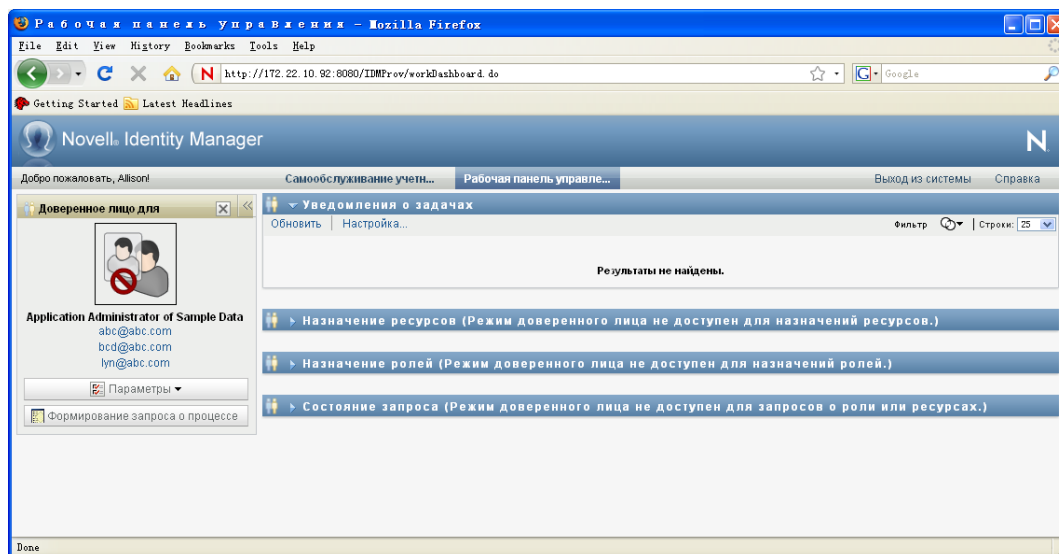 Рабочая панель управления - Mozilla Firefox
File Edit View History Bookmarks Tools Help
N http://172.22.10.92:8080/IDMProv/workDashboard.do
G Google
Getting Started Latest Headlines
Novell® Identity Manager
N
Добро пожаловать, Allison!
Самообслуживание учетн...
Рабочая панель управле...
Выход из системы
Справка
Доверенное лицо для
Application Administrator of Sample Data
abc@abc.com
bcd@abc.com
lyn@abc.com
Параметры
Формирование запроса о процессе
Уведомления о задачах
Обновить Настройка...
Фильтр Строки: 25
Результаты не найдены.
Назначение ресурсов (Режим доверенного лица не доступен для назначений ресурсов.)
Назначение ролей (Режим доверенного лица не доступен для назначений ролей.)
Состояние запроса (Режим доверенного лица не доступен для запросов о роли или ресурсах.)
Done